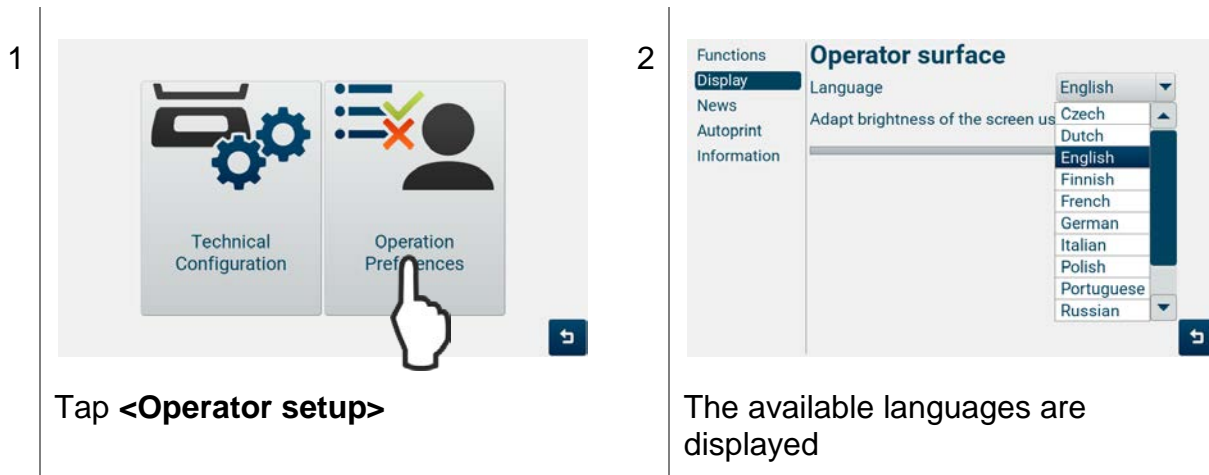 1
Technical
Configuration
Operation
Preferences
Tap <Operator setup>
2
Functions
Display
News
Autoprint
Information
Operator surface
Language
English
Adapt brightness of the screen us
Czech
Dutch
English
Finnish
French
German
Italian
Polish
Portuguese
Russian
The available languages are
displayed